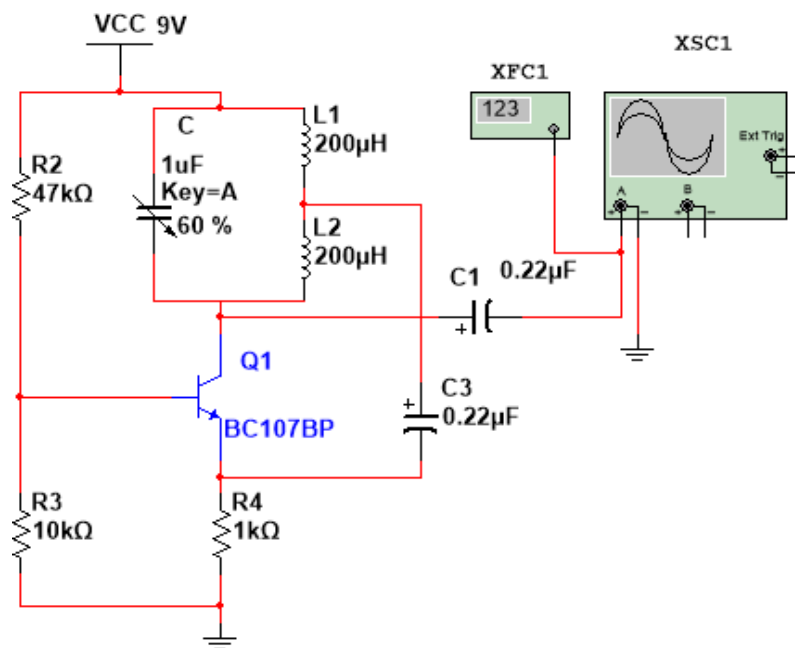 VCC 9V
XSC1
XFC1
123
Ext Trig
+
-
A
B
+ - + -
C
1uF
Key=A
60 %
L1
200µH
L2
200µH
R2
47kΩ
C1
0.22µF
+
Q1
BC107BP
C3
0.22µF
+
R3
10kΩ
R4
1kΩ